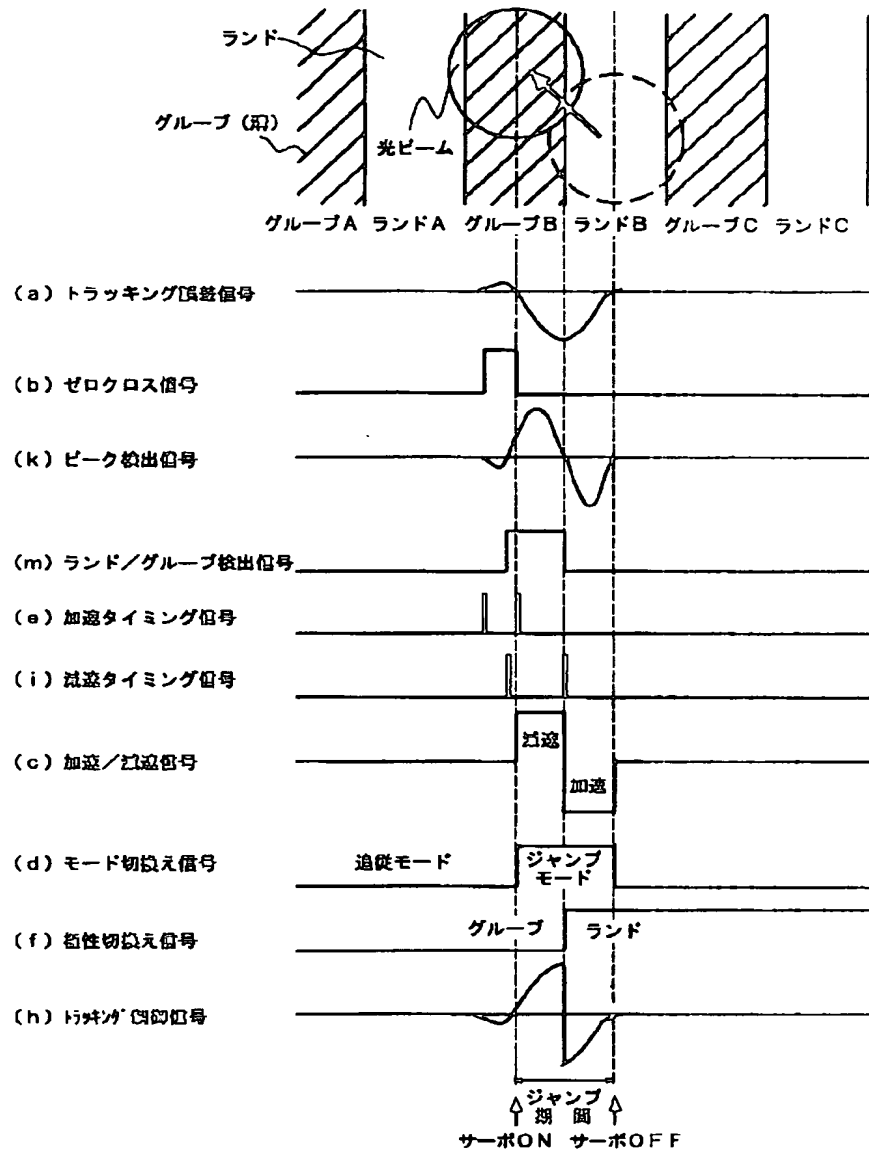 ランド
グルーブ（溝）
光ビーム
グルーブA ランドA グルーブB ランドB グルーブC ランドC
(a) トラッキング誤差信号
(b) ゼロクロス信号
(k) ピーク検出信号
(m) ランド／グルーブ検出信号
(e) 加速タイミング信号
(i) 減速タイミング信号
(c) 加速／減速信号
減速
加速
(d) モード切換え信号
追従モード
ジャンプ
モード
(f) 極性切換え信号
グルーブ
ランド
(h) トラッキング制御信号
ジャンプ
期間
サーボON サーボOFF